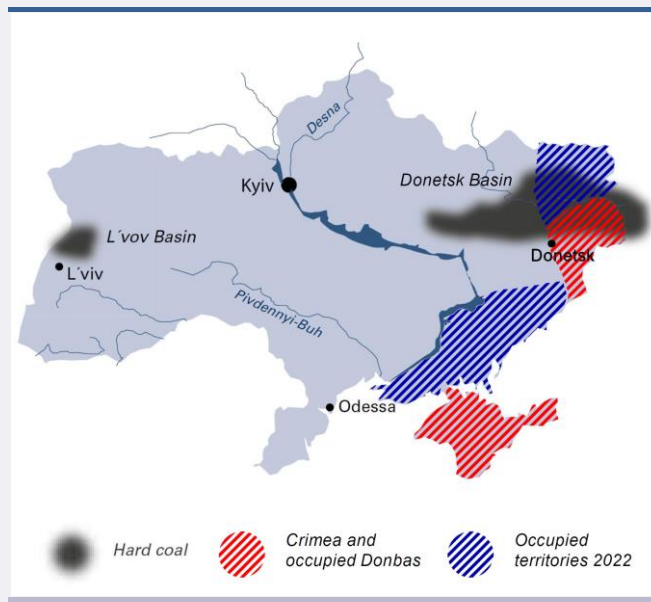 Desna
Kyiv
Donetsk Basin
L´vov Basin
L´viv
Donetsk
Pivdennyi-Buh
Odessa
Hard coal
Crimea and
occupied Donbas
Occupied
territories 2022